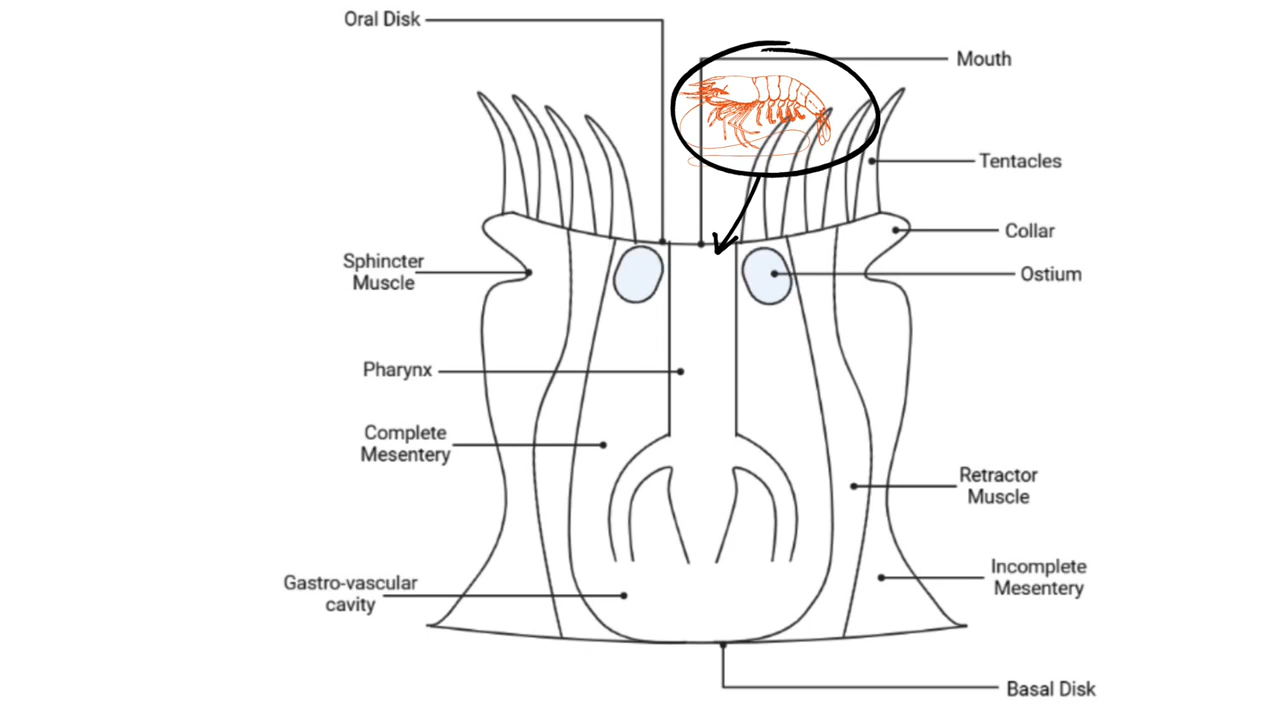 Oral Disk
Mouth
Tentacles
Collar
Sphincter
Muscle
Ostium
Pharynx
Complete
Mesentery
Retractor
Muscle
Gastro-vascular
cavity
Incomplete
Mesentery
Basal Disk